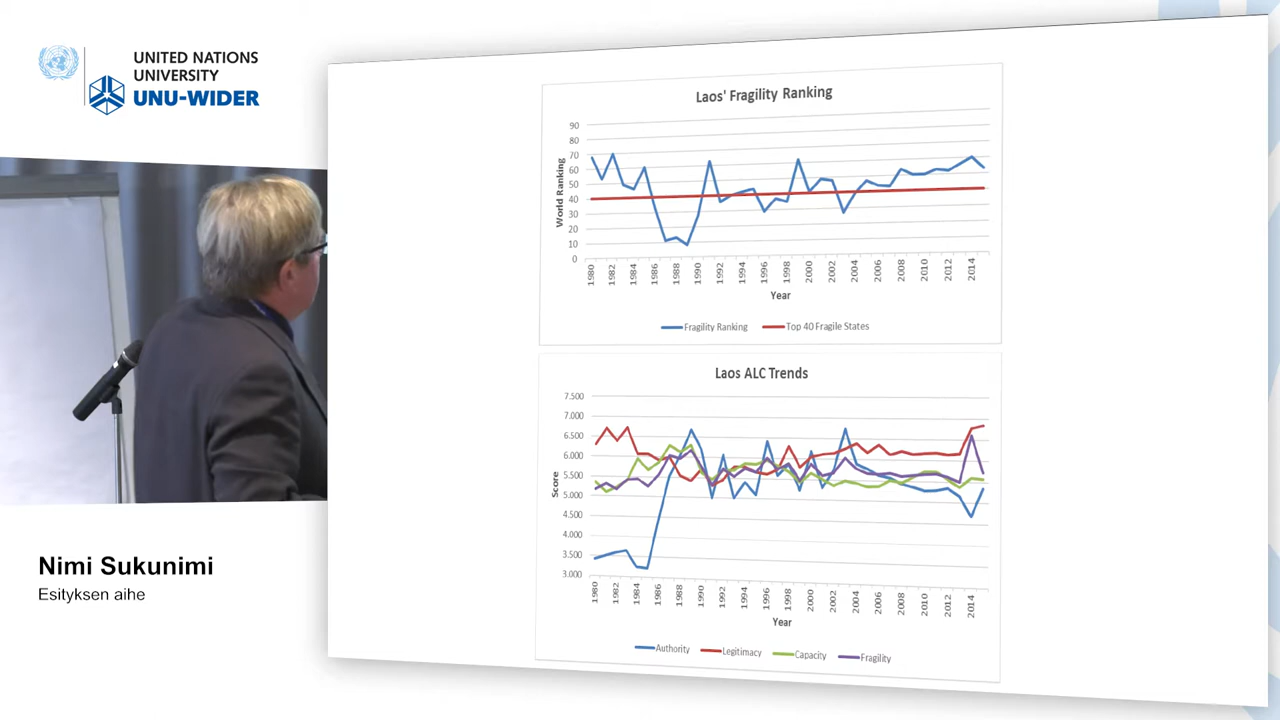 UNITED NATIONS
UNIVERSITY
UNU-WIDER
Nimi Sukunimi
Esityksen aihe
Laos' Fragility Ranking
World Ranking
90
80
70
60
50
40
30
20
10
0
1980 1982 1984 1986 1988 1990 1992 1994 1996 1998 2000 2002 2004 2006 2008 2010 2012 2014
Year
Fragility Ranking Top 40 Fragile States
Laos ALC Trends
Score
7.500
7.000
6.500
6.000
5.500
5.000
4.500
4.000
3.500
3.000
1980 1982 1984 1986 1988 1990 1992 1994 1996 1998 2000 2002 2004 2006 2008 2010 2012 2014
Year
Authority Legitimacy Capacity Fragility